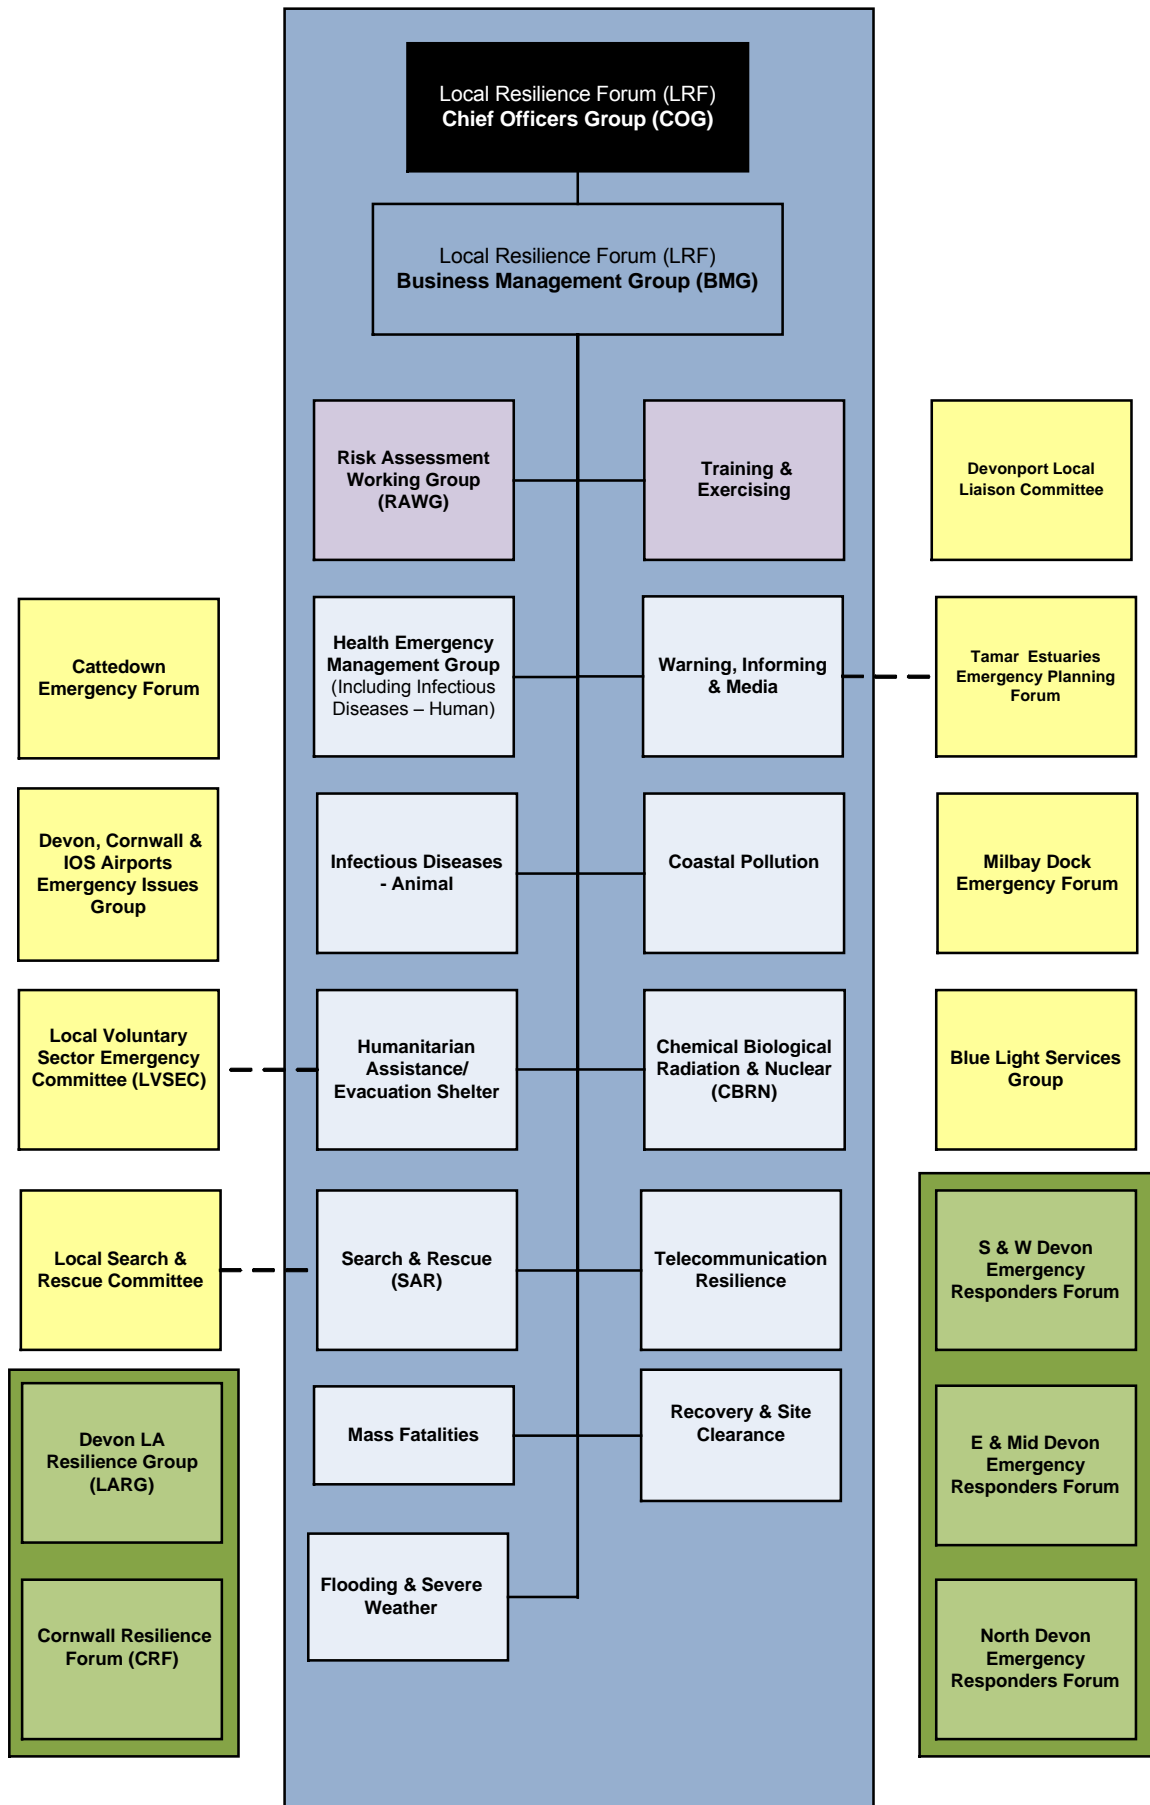 Local Resilience Forum (LRF)
Chief Officers Group (COG)
Local Resilience Forum (LRF)
Business Management Group (BMG)
Risk Assessment
Working Group
(RAWG)
Training &
Exercising
Devonport Local
Liaison Committee
Cattedown
Emergency Forum
Health Emergency
Management Group
(Including Infectious
Diseases – Human)
Warning, Informing
& Media
Tamar Estuaries
Emergency Planning
Forum
Devon, Cornwall &
IOS Airports
Emergency Issues
Group
Infectious Diseases
- Animal
Coastal Pollution
Milbay Dock
Emergency Forum
Local Voluntary
Sector Emergency
Committee (LVSEC)
Humanitarian
Assistance/
Evacuation Shelter
Chemical Biological
Radiation & Nuclear
(CBRN)
Blue Light Services
Group
Local Search &
Rescue Committee
Search & Rescue
(SAR)
Telecommunication
Resilience
S & W Devon
Emergency
Responders Forum
Devon LA
Resilience Group
(LARG)
Mass Fatalities
Recovery & Site
Clearance
E & Mid Devon
Emergency
Responders Forum
Cornwall Resilience
Forum (CRF)
Flooding & Severe
Weather
North Devon
Emergency
Responders Forum